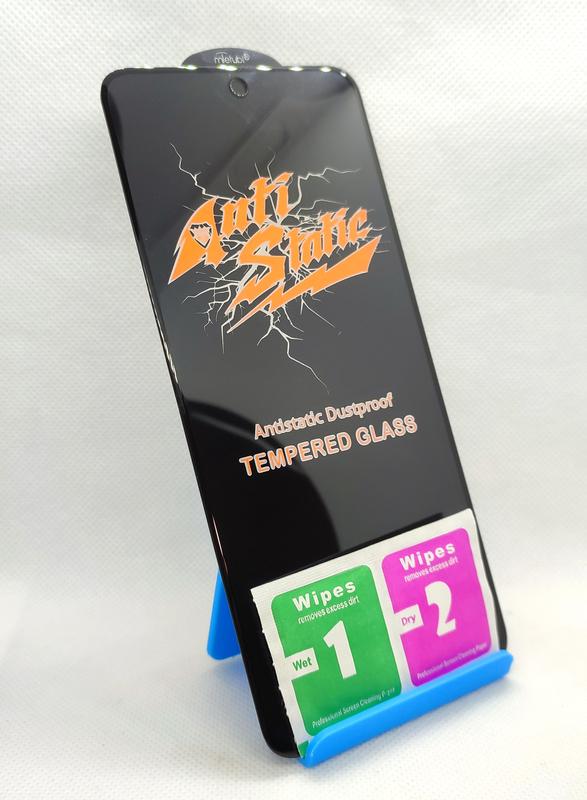 mietubl®
Anti
Static
Antistatic Dustproof
TEMPERED GLASS
Wipes
removes excess dirt
Wet
1
Professional Screen Cleaning
Wipes
removes excess dirt
Dry
2
Professional Screen Cleaning Paper